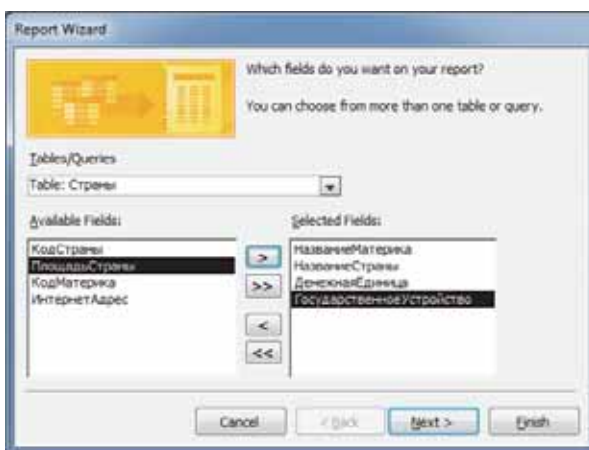 Report Wizard
Which fields do you want on your report?
You can choose from more than one table or query.
Tables/Queries
Table: Страны
Available Fields:
КодСтраны
ПлощадьСтраны
КодМатерика
ИнтернетАдрес
>
>>
<
<<
Selected Fields:
НазваниеМатерика
НазваниеСтраны
ДенежнаяЕдиница
ГосударственноеУстройство
Cancel
< Back
Next >
Finish